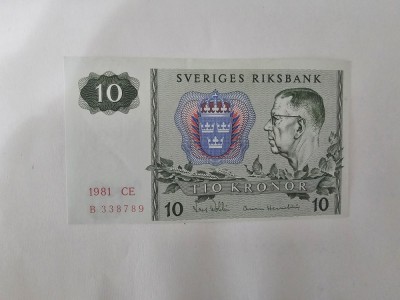 SVERIGES RIKSBANK
10
1981 CE
B 338789
TIO KRONOR
10
10